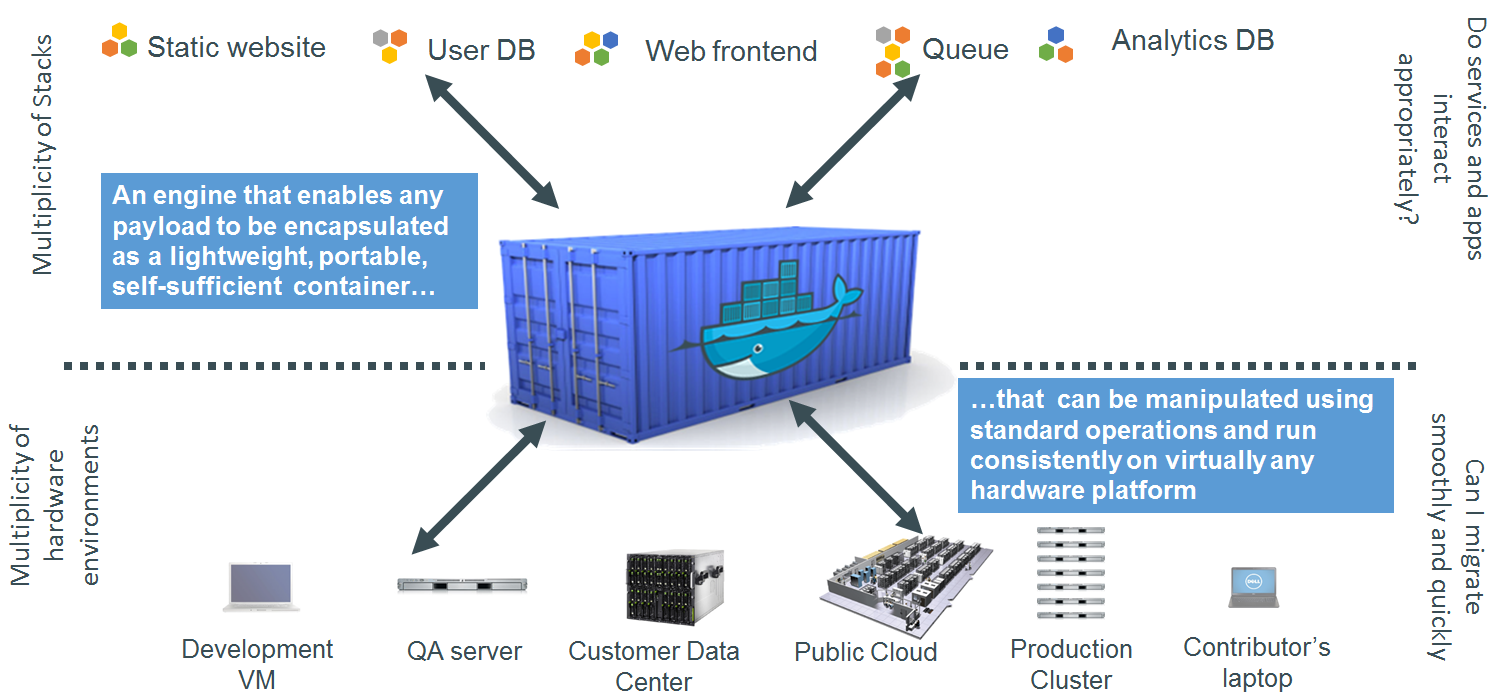 Static website
User DB
Web frontend
Queue
Analytics DB
Multiplicity of Stacks
Do services and apps
interact
appropriately?
An engine that enables any
payload to be encapsulated
as a lightweight, portable,
self-sufficient container…
…that can be manipulated using
standard operations and run
consistently on virtually any
hardware platform
Multiplicity of
hardware
environments
Can I migrate
smoothly and quickly
DELL
Development
VM
QA server
Customer Data
Center
Public Cloud
Production
Cluster
Contributor’s
laptop